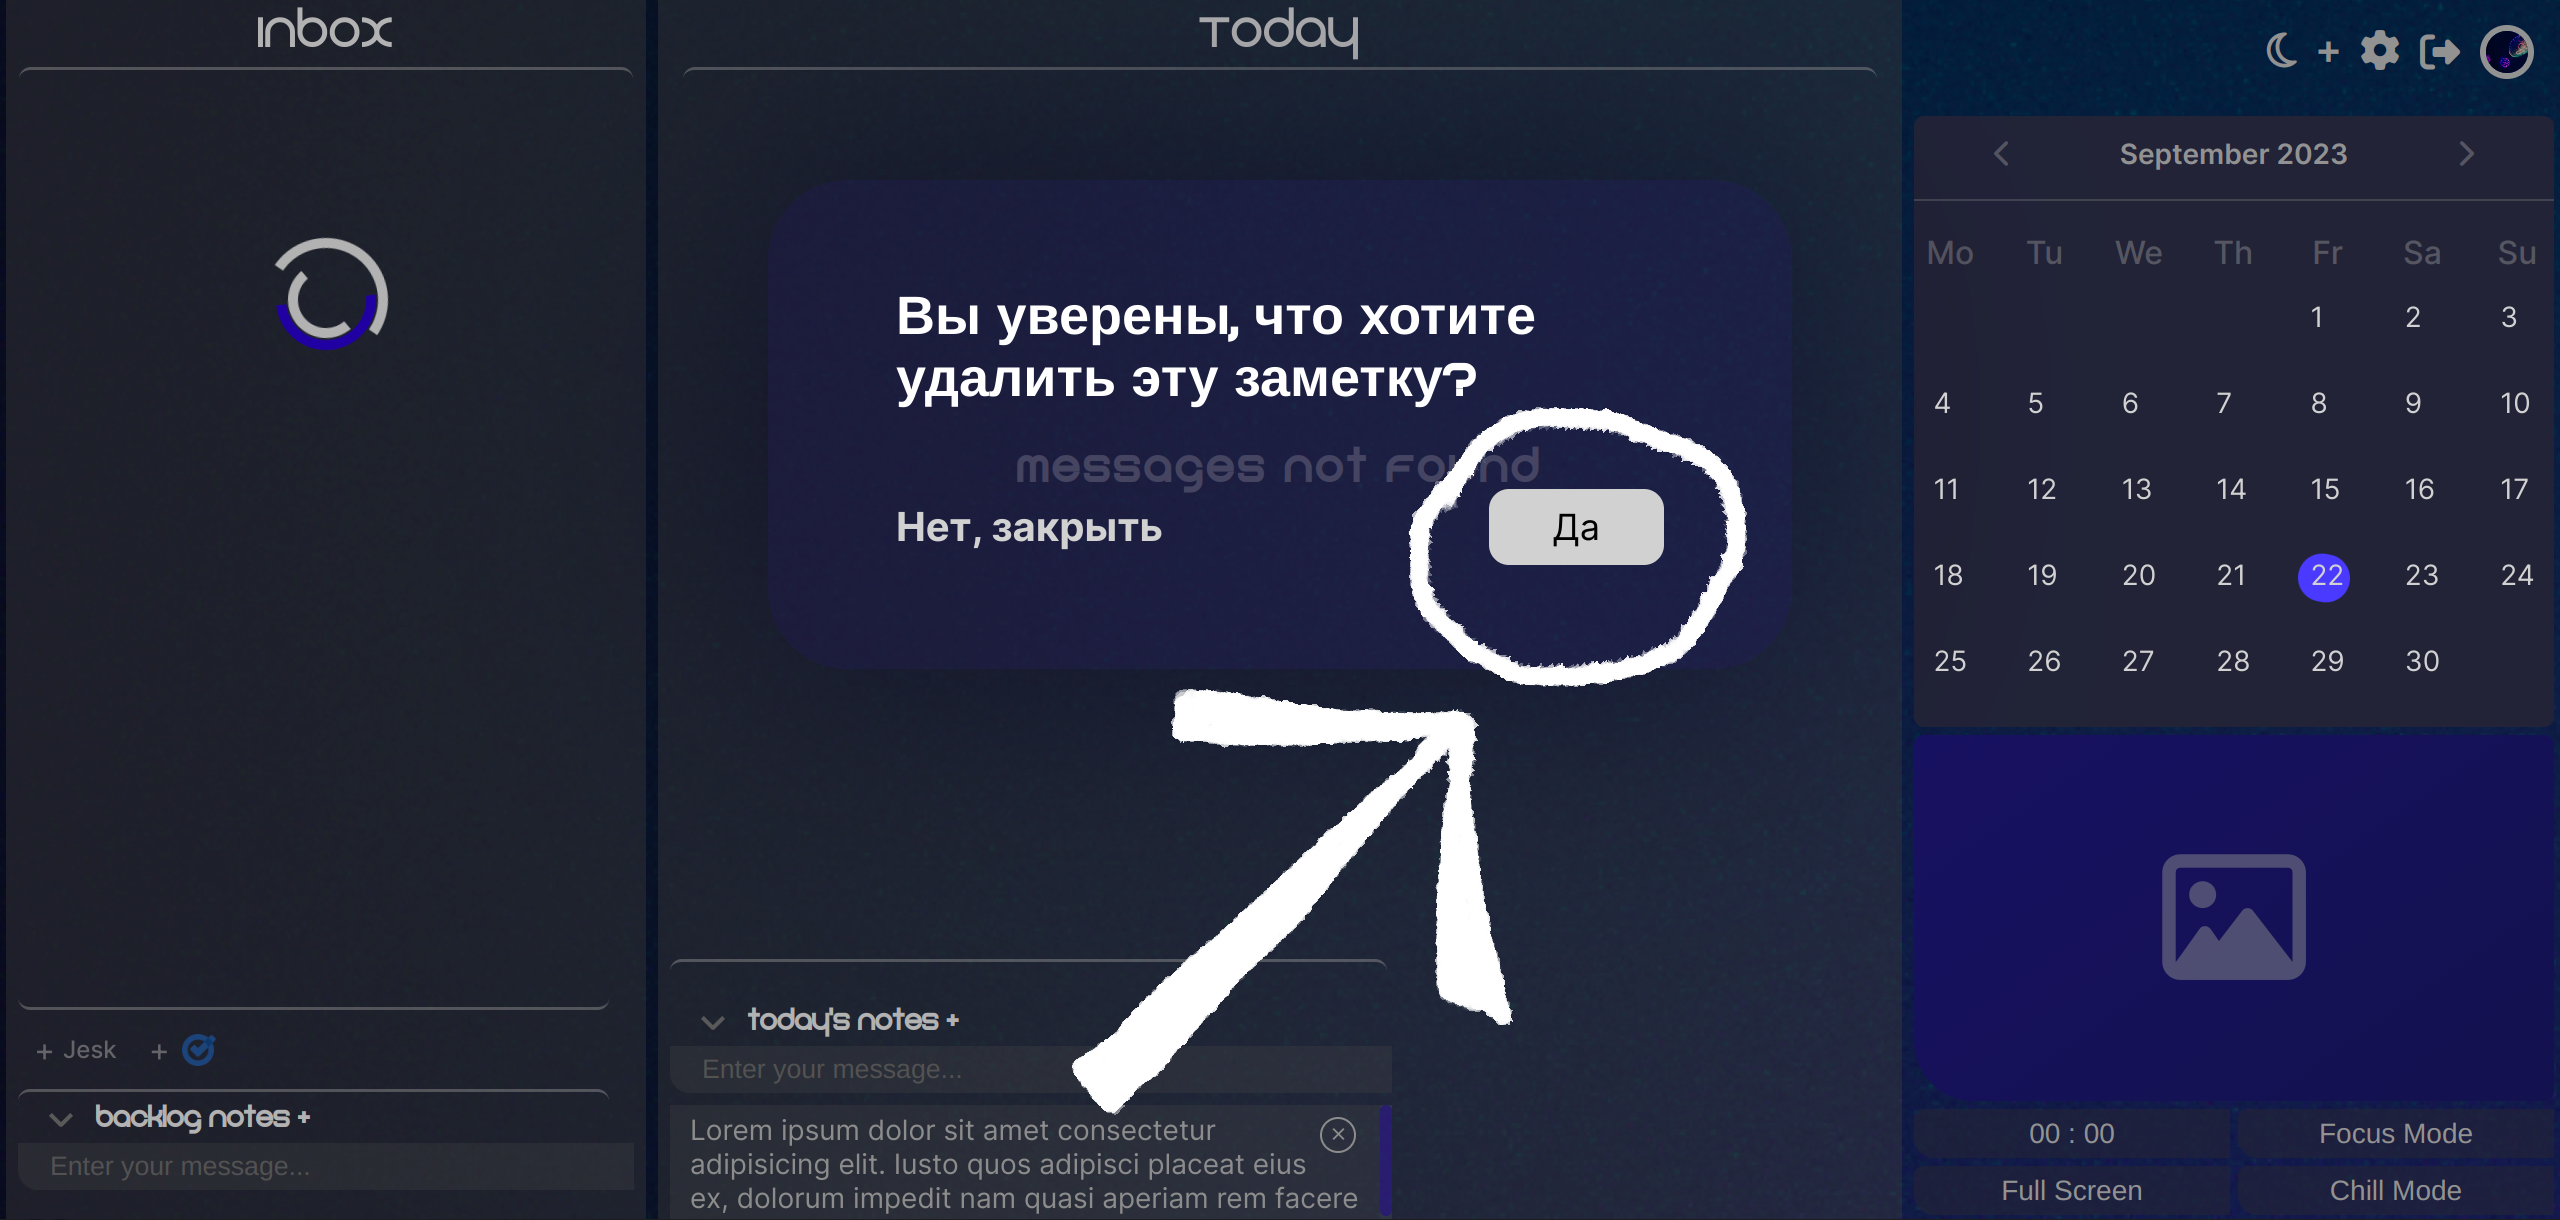 Inbox
Today
September 2023
Mo Tu We Th Fr Sa Su
1 2 3
4 5 6 7 8 9 10
11 12 13 14 15 16 17
18 19 20 21 22 23 24
25 26 27 28 29 30
Вы уверены, что хотите
удалить эту заметку?
messages not found
Нет, закрыть
Да
+ Jesk +
backlog notes +
Enter your message...
today's notes +
Enter your message...
Lorem ipsum dolor sit amet consectetur
adipisicing elit. Iusto quos adipisci placeat eius
ex, dolorum impedit nam quasi aperiam rem facere
00 : 00
Focus Mode
Full Screen
Chill Mode